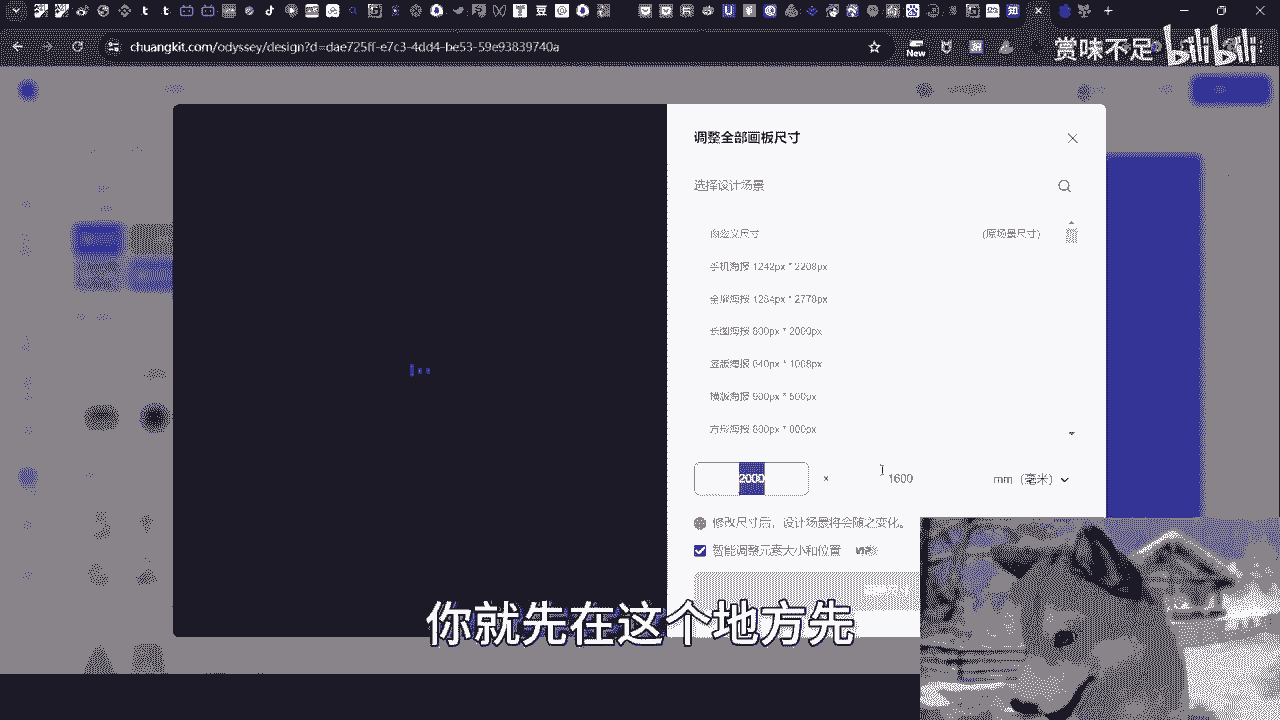 chuangkit.com/odyssey/design?d=dae725ff-e7c3-4dd4-be53-59e93839740a
New
赏味不足 bilibili
调整全部画板尺寸
选择设计场景
自定义尺寸 (原场景尺寸)
手机海报 1242px * 2208px
全屏海报 1284px * 2778px
长图海报 800px * 2000px
竖版海报 640px * 1008px
横版海报 900px * 500px
方形海报 800px * 800px
2000 × 1600 mm（毫米）
修改尺寸后，设计场景将会随之变化。
智能调整元素大小和位置
你就先在这个地方先